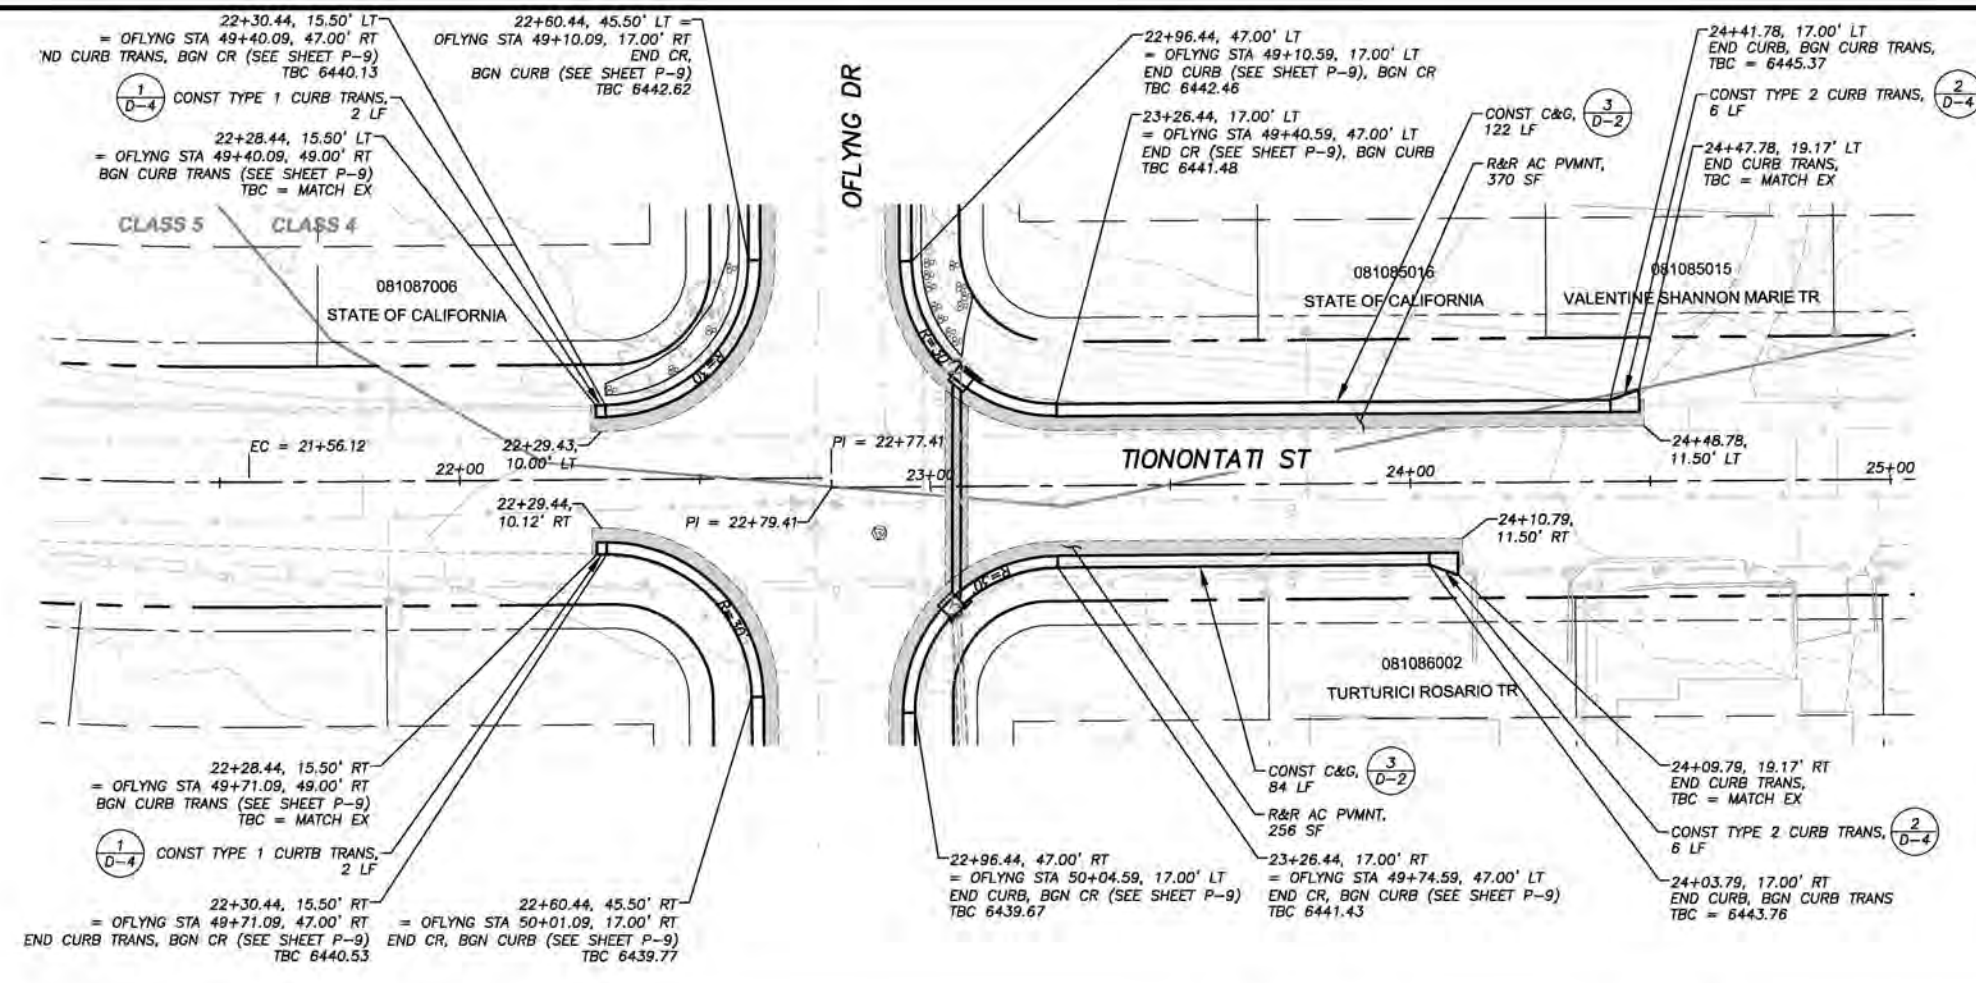 22+30.44, 15.50' LT
= OFLYNG STA 49+40.09, 47.00' RT
'ND CURB TRANS, BGN CR (SEE SHEET P-9)
TBC 6440.13
1
D-4
CONST TYPE 1 CURB TRANS,
2 LF
22+28.44, 15.50' LT
= OFLYNG STA 49+40.09, 49.00' RT
BGN CURB TRANS (SEE SHEET P-9)
TBC = MATCH EX
22+60.44, 45.50' LT =
OFLYNG STA 49+10.09, 17.00' RT
END CR,
BGN CURB (SEE SHEET P-9)
TBC 6442.62
OFLYNG DR
22+96.44, 47.00' LT
= OFLYNG STA 49+10.59, 17.00' LT
END CURB (SEE SHEET P-9), BGN CR
TBC 6442.46
23+26.44, 17.00' LT
= OFLYNG STA 49+40.59, 47.00' LT
END CR (SEE SHEET P-9), BGN CURB
TBC 6441.48
CONST C&G,
122 LF
3
D-2
R&R AC PVMNT,
370 SF
24+41.78, 17.00' LT
END CURB, BGN CURB TRANS,
TBC = 6445.37
CONST TYPE 2 CURB TRANS,
6 LF
2
D-4
24+47.78, 19.17' LT
END CURB TRANS,
TBC = MATCH EX
CLASS 5
CLASS 4
081087006
STATE OF CALIFORNIA
081085016
STATE OF CALIFORNIA
081085015
VALENTINE SHANNON MARIE TR
R=30'
R=30'
EC = 21+56.12
22+00
22+29.43,
10.00' LT
PI = 22+77.41
23+00
TIONONTATI ST
24+00
24+48.78,
11.50' LT
25+00
22+29.44,
10.12' RT
PI = 22+79.41
24+10.79,
11.50' RT
R=30'
R=30'
081086002
TURTURICI ROSARIO TR
22+28.44, 15.50' RT
= OFLYNG STA 49+71.09, 49.00' RT
BGN CURB TRANS (SEE SHEET P-9)
TBC = MATCH EX
1
D-4
CONST TYPE 1 CURTB TRANS,
2 LF
22+30.44, 15.50' RT
= OFLYNG STA 49+71.09, 47.00' RT
END CURB TRANS, BGN CR (SEE SHEET P-9)
TBC 6440.53
22+60.44, 45.50' RT
= OFLYNG STA 50+01.09, 17.00' RT
END CR, BGN CURB (SEE SHEET P-9)
TBC 6439.77
22+96.44, 47.00' RT
= OFLYNG STA 50+04.59, 17.00' LT
END CURB, BGN CR (SEE SHEET P-9)
TBC 6439.67
CONST C&G,
84 LF
3
D-2
R&R AC PVMNT,
256 SF
23+26.44, 17.00' RT
= OFLYNG STA 49+74.59, 47.00' LT
END CR, BGN CURB (SEE SHEET P-9)
TBC 6441.43
24+09.79, 19.17' RT
END CURB TRANS,
TBC = MATCH EX
CONST TYPE 2 CURB TRANS,
6 LF
2
D-4
24+03.79, 17.00' RT
END CURB, BGN CURB TRANS
TBC = 6443.76